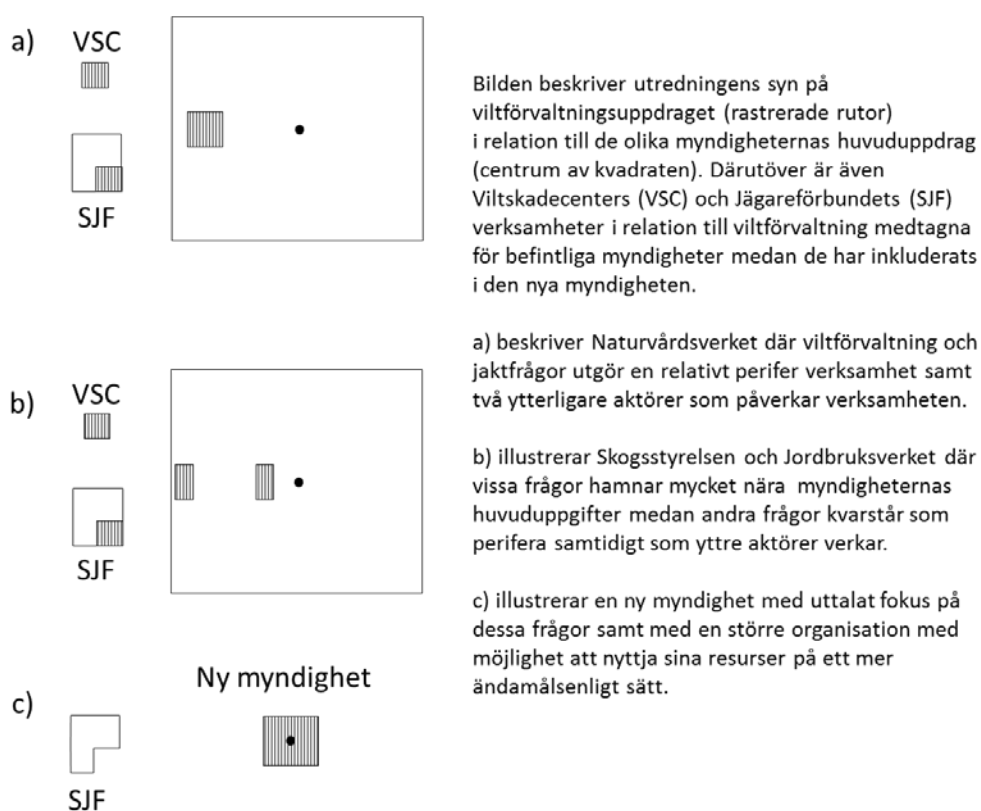 a)
VSC
SJF
b)
VSC
SJF
Ny myndighet
c)
SJF
Bilden beskriver utredningens syn på
viltförvaltningsuppdraget (rastrerade rutor)
i relation till de olika myndigheternas huvuduppdrag
(centrum av kvadraten). Därutöver är även
Viltskadecenters (VSC) och Jägareförbundets (SJF)
verksamheter i relation till viltförvaltning medtagna
för befintliga myndigheter medan de har inkluderats
i den nya myndigheten.
a) beskriver Naturvårdsverket där viltförvaltning och
jaktfrågor utgör en relativt perifer verksamhet samt
två ytterligare aktörer som påverkar verksamheten.
b) illustrerar Skogsstyrelsen och Jordbruksverket där
vissa frågor hamnar mycket nära myndigheternas
huvuduppgifter medan andra frågor kvarstår som
perifera samtidigt som yttre aktörer verkar.
c) illustrerar en ny myndighet med uttalat fokus på
dessa frågor samt med en större organisation med
möjlighet att nyttja sina resurser på ett mer
ändamålsenligt sätt.